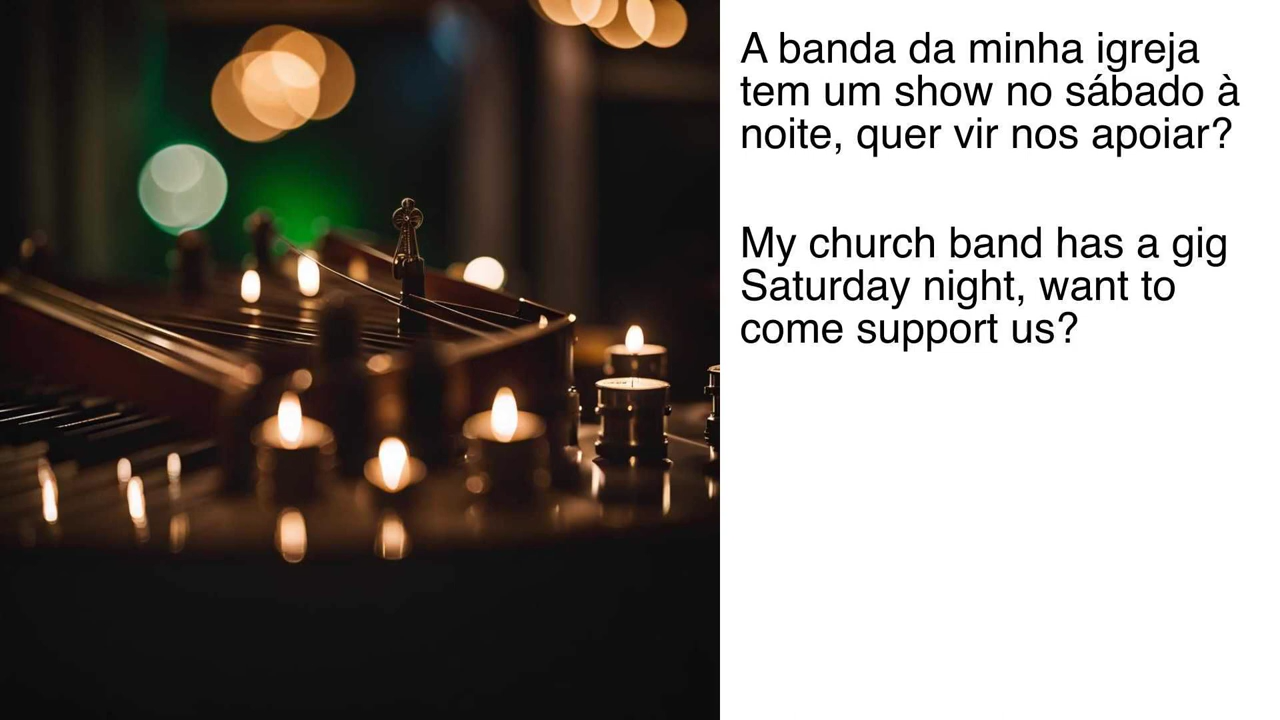 A banda da minha igreja
tem um show no sábado à
noite, quer vir nos apoiar?
My church band has a gig
Saturday night, want to
come support us?